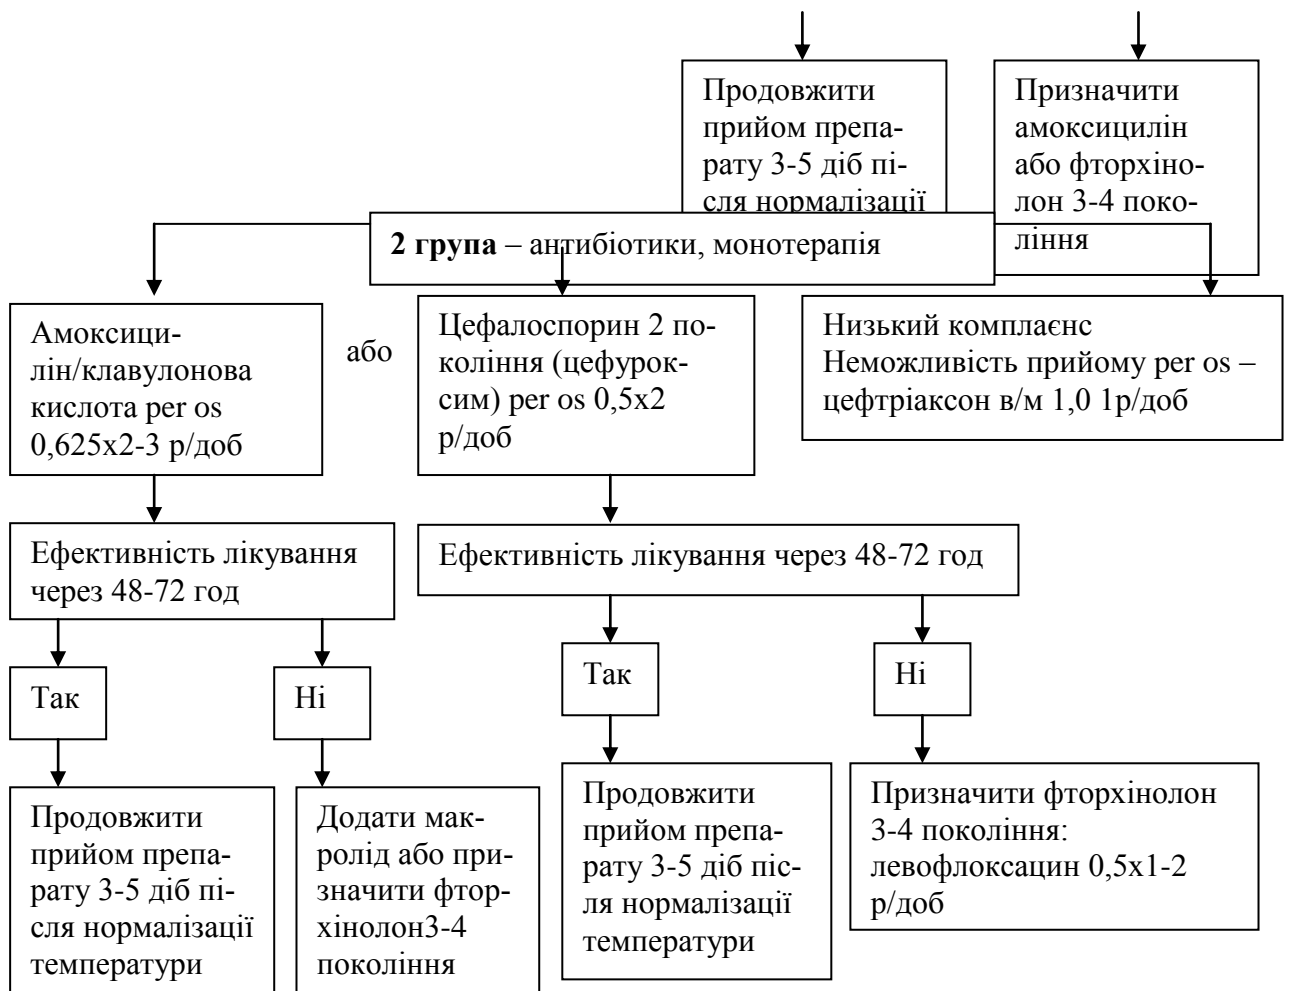 Продовжити
прийом препа-
рату 3-5 діб пі-
сля нормалізації
Призначити
амоксицилін
або фторхіно-
лон 3-4 поко-
ління
2 група – антибіотики, монотерапія
Амоксици-
лін/клавулонова
кислота per os
0,625х2-3 р/доб
або
Цефалоспорин 2 по-
коління (цефурок-
сим) per os 0,5х2
р/доб
Низький комплаєнс
Неможливість прийому per os –
цефтріаксон в/м 1,0 1р/доб
Ефективність лікування
через 48-72 год
Ефективність лікування через 48-72 год
Так
Ні
Так
Ні
Продовжити
прийом препа-
рату 3-5 діб пі-
сля нормалізації
температури
Додати мак-
ролід або при-
значити фтор-
хінолон3-4
покоління
Продовжити
прийом препа-
рату 3-5 діб піс-
ля нормалізації
температури
Призначити фторхінолон
3-4 покоління:
левофлоксацин 0,5х1-2
р/доб